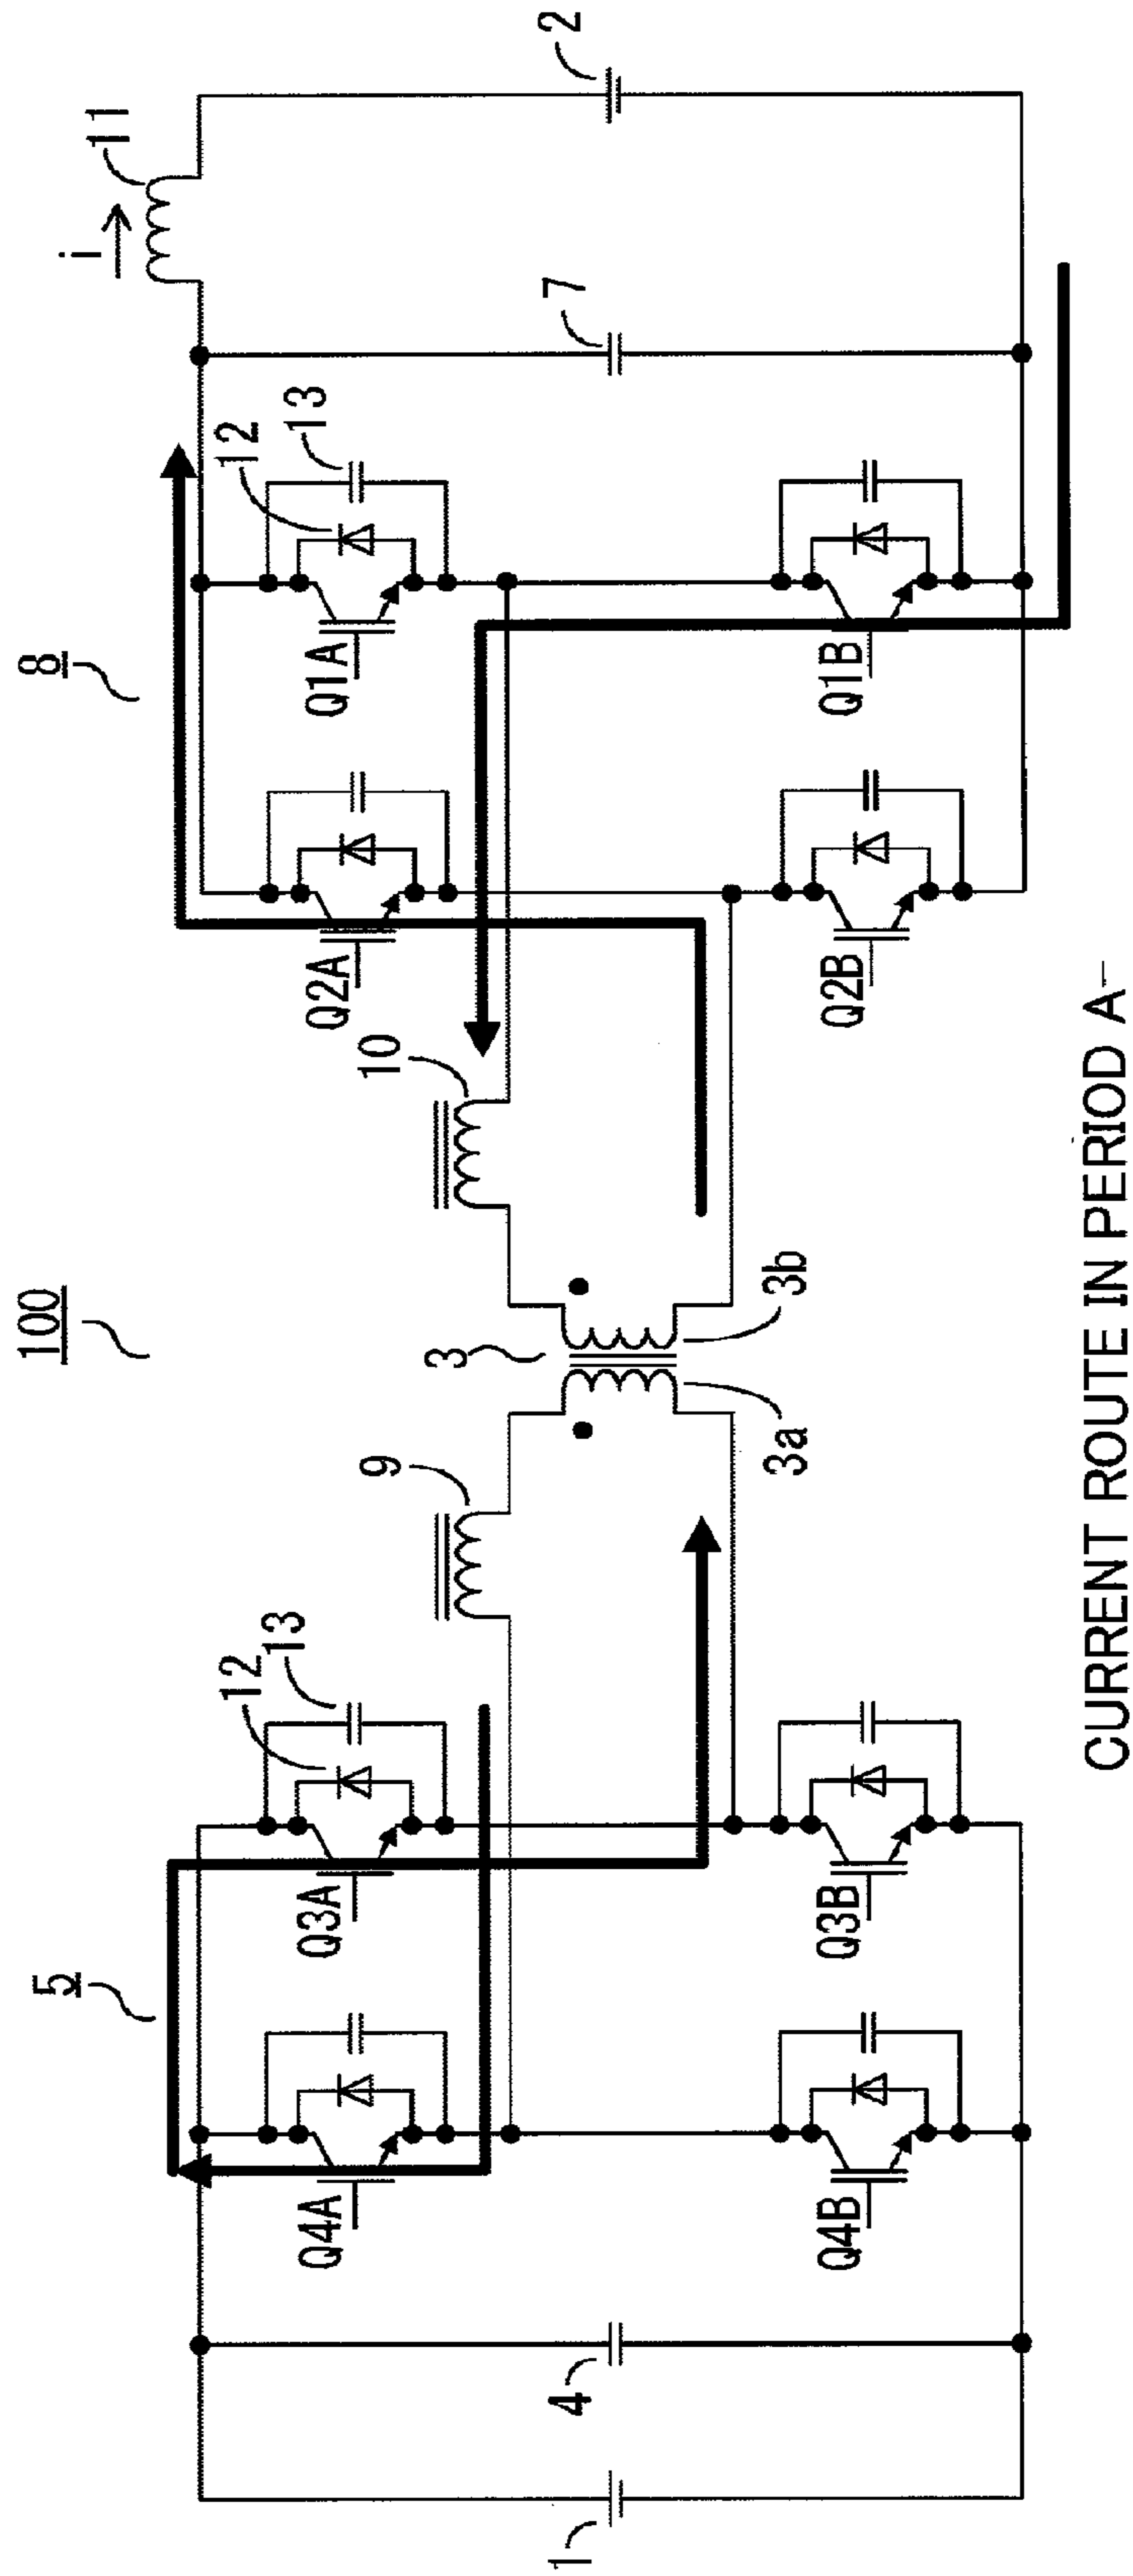 100
5
8
i
11
12
13
12
13
Q4A
Q3A
9
10
Q2A
Q1A
3
1
4
7
2
3a
3b
Q4B
Q3B
Q2B
Q1B
CURRENT ROUTE IN PERIOD A-